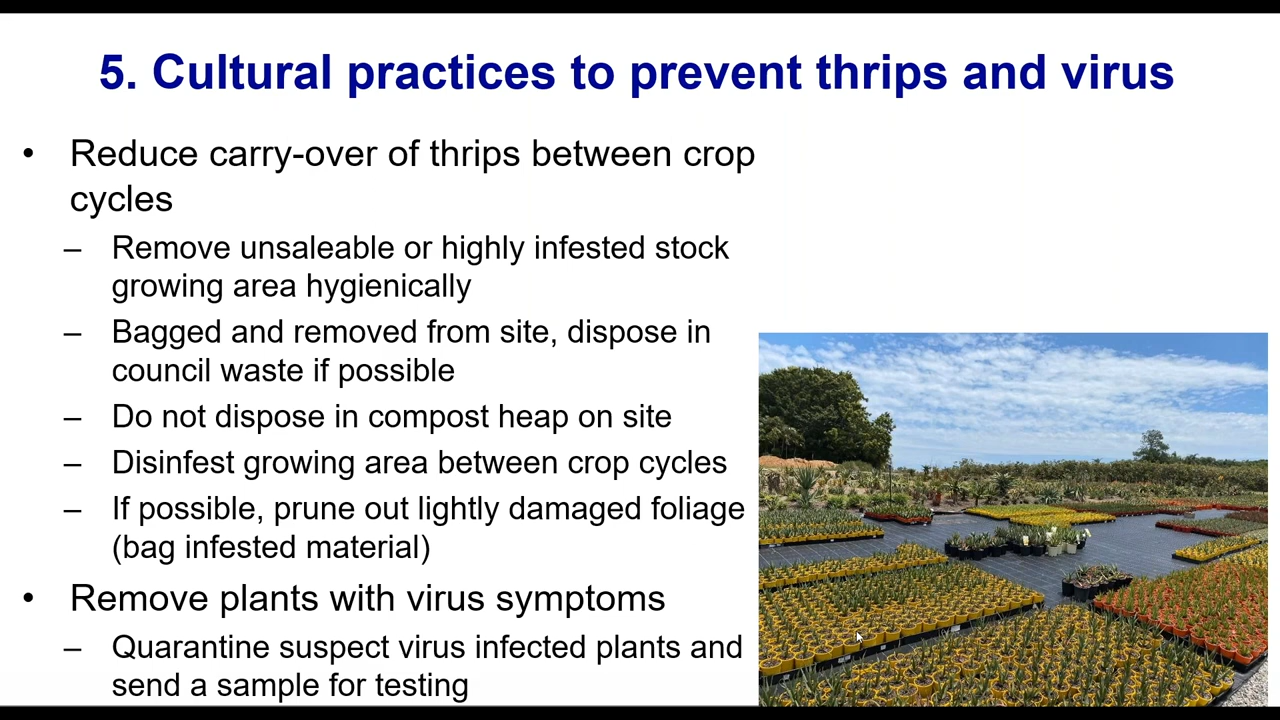 5. Cultural practices to prevent thrips and virus
• Reduce carry-over of thrips between crop
cycles
– Remove unsaleable or highly infested stock
growing area hygienically
– Bagged and removed from site, dispose in
council waste if possible
– Do not dispose in compost heap on site
– Disinfest growing area between crop cycles
– If possible, prune out lightly damaged foliage
(bag infested material)
• Remove plants with virus symptoms
– Quarantine suspect virus infected plants and
send a sample for testing